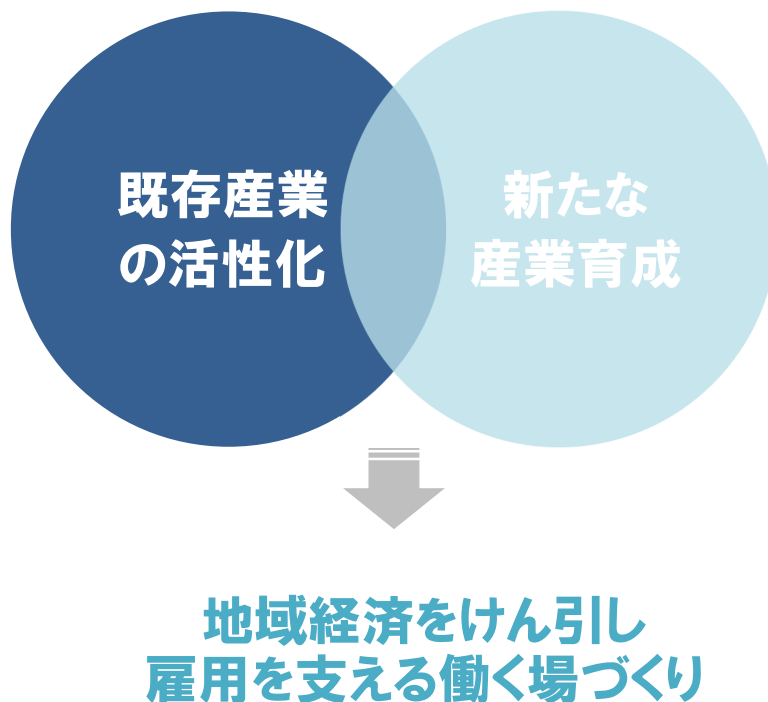 既存産業
の活性化
新たな
産業育成
地域経済をけん引し
雇用を支える働く場づくり